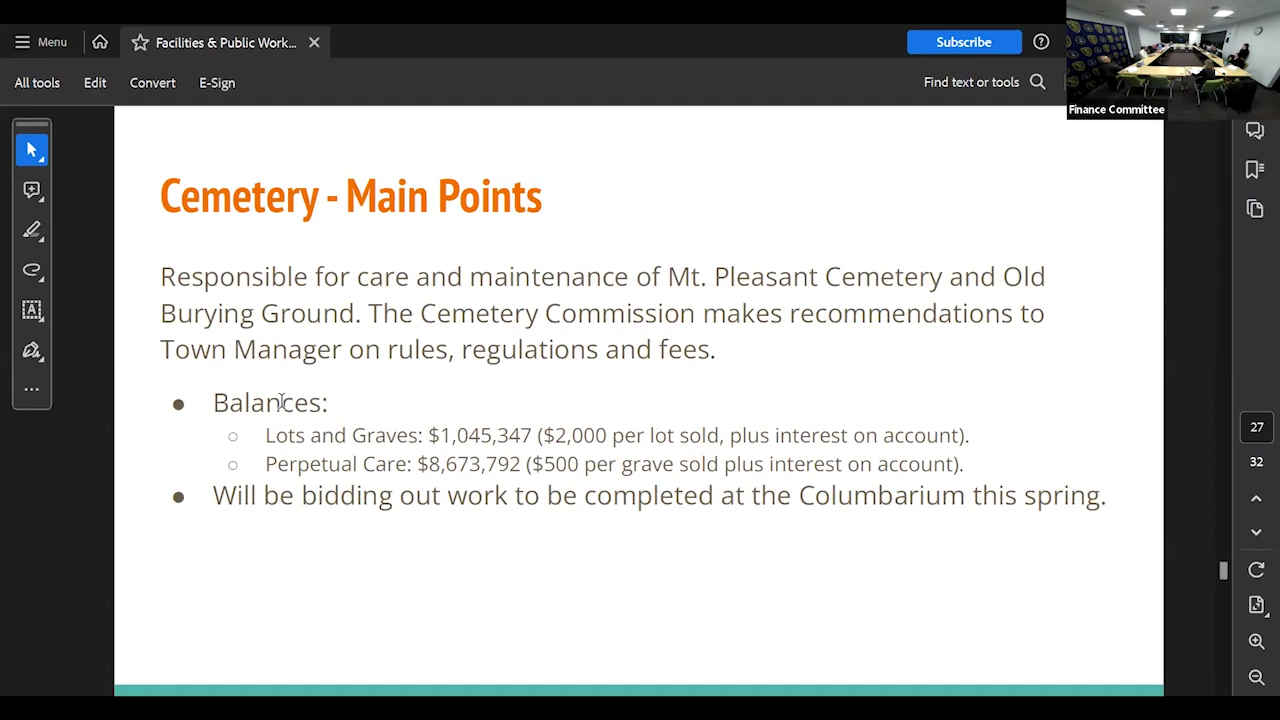 Menu
Facilities & Public Work...
Subscribe
Finance Committee
All tools
Edit
Convert
E-Sign
Find text or tools
Cemetery - Main Points
Responsible for care and maintenance of Mt. Pleasant Cemetery and Old
Burying Ground. The Cemetery Commission makes recommendations to
Town Manager on rules, regulations and fees.
● Balances:
○ Lots and Graves: $1,045,347 ($2,000 per lot sold, plus interest on account).
○ Perpetual Care: $8,673,792 ($500 per grave sold plus interest on account).
● Will be bidding out work to be completed at the Columbarium this spring.
27
32